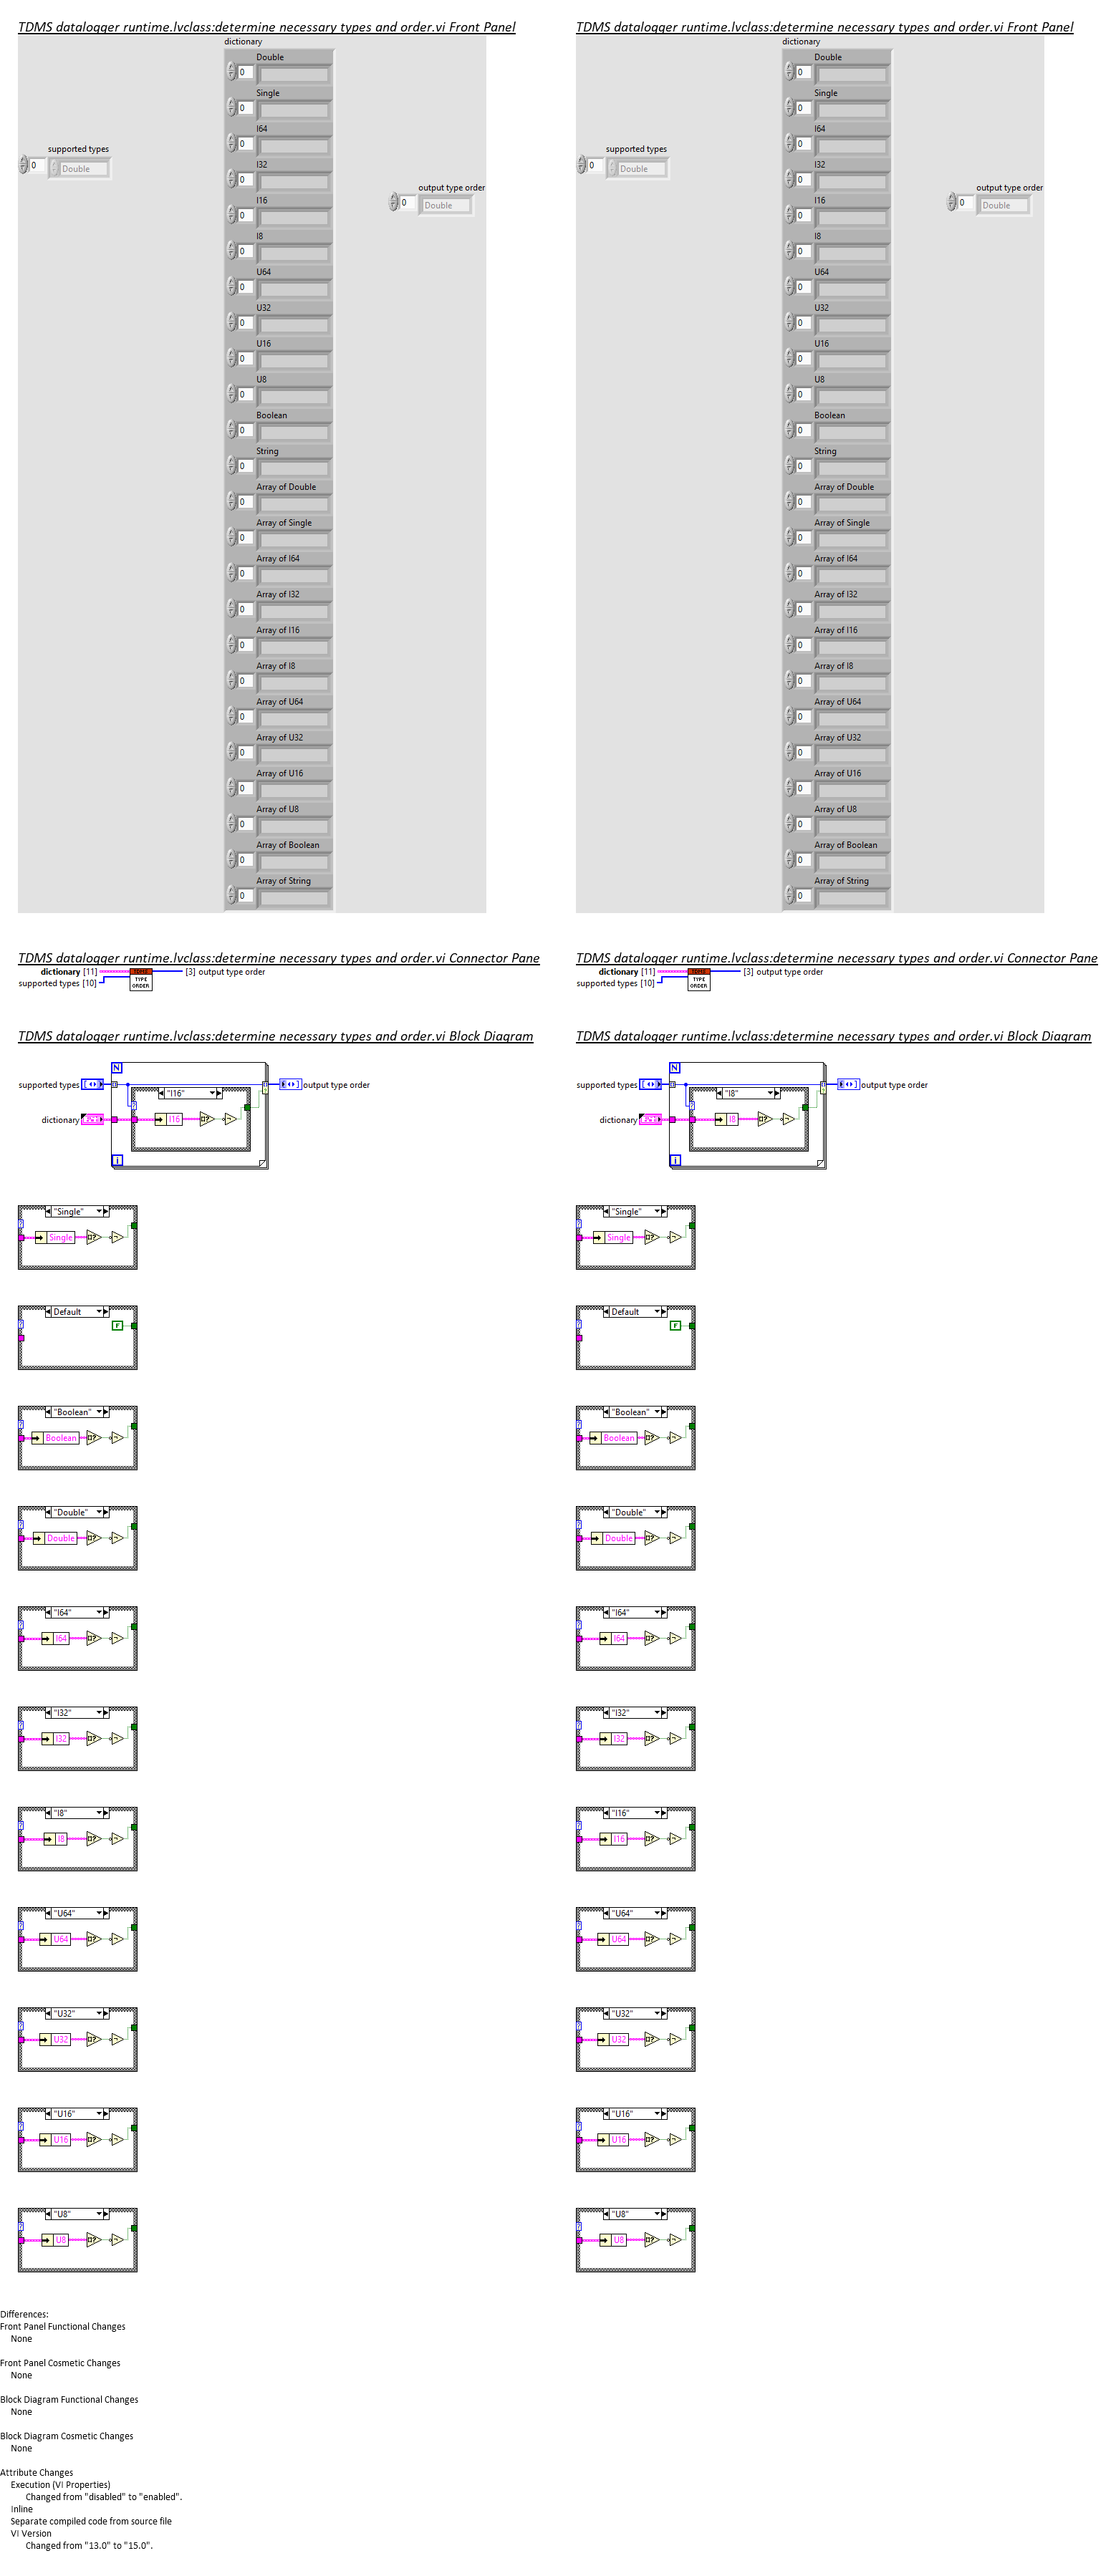 TDMS datalogger runtime.lvclass:determine necessary types and order.vi Front Panel
dictionary
Double
0
Single
0
I64
0
supported types
0 Double
I32
0
output type order
0 Double
I16
0
I8
0
U64
0
U32
0
U16
0
U8
0
Boolean
0
String
0
Array of Double
0
Array of Single
0
Array of I64
0
Array of I32
0
Array of I16
0
Array of I8
0
Array of U64
0
Array of U32
0
Array of U16
0
Array of U8
0
Array of Boolean
0
Array of String
0
TDMS datalogger runtime.lvclass:determine necessary types and order.vi Front Panel
dictionary
Double
0
Single
0
I64
0
supported types
0 Double
I32
0
output type order
0 Double
I16
0
I8
0
U64
0
U32
0
U16
0
U8
0
Boolean
0
String
0
Array of Double
0
Array of Single
0
Array of I64
0
Array of I32
0
Array of I16
0
Array of I8
0
Array of U64
0
Array of U32
0
Array of U16
0
Array of U8
0
Array of Boolean
0
Array of String
0
TDMS datalogger runtime.lvclass:determine necessary types and order.vi Connector Pane
dictionary [11]
supported types [10]
TDMS
TYPE
ORDER
[3] output type order
TDMS datalogger runtime.lvclass:determine necessary types and order.vi Connector Pane
dictionary [11]
supported types [10]
TDMS
TYPE
ORDER
[3] output type order
TDMS datalogger runtime.lvclass:determine necessary types and order.vi Block Diagram
N
supported types
output type order
"I16"
dictionary
I16
i
"Single"
Single
Default
F
"Boolean"
Boolean
"Double"
Double
"I64"
I64
"I32"
I32
"I8"
I8
"U64"
U64
"U32"
U32
"U16"
U16
"U8"
U8
TDMS datalogger runtime.lvclass:determine necessary types and order.vi Block Diagram
N
supported types
output type order
"I8"
dictionary
I8
i
"Single"
Single
Default
F
"Boolean"
Boolean
"Double"
Double
"I64"
I64
"I32"
I32
"I16"
I16
"U64"
U64
"U32"
U32
"U16"
U16
"U8"
U8
Differences:
Front Panel Functional Changes
None
Front Panel Cosmetic Changes
None
Block Diagram Functional Changes
None
Block Diagram Cosmetic Changes
None
Attribute Changes
Execution (VI Properties)
Changed from "disabled" to "enabled".
Inline
Separate compiled code from source file
VI Version
Changed from "13.0" to "15.0".